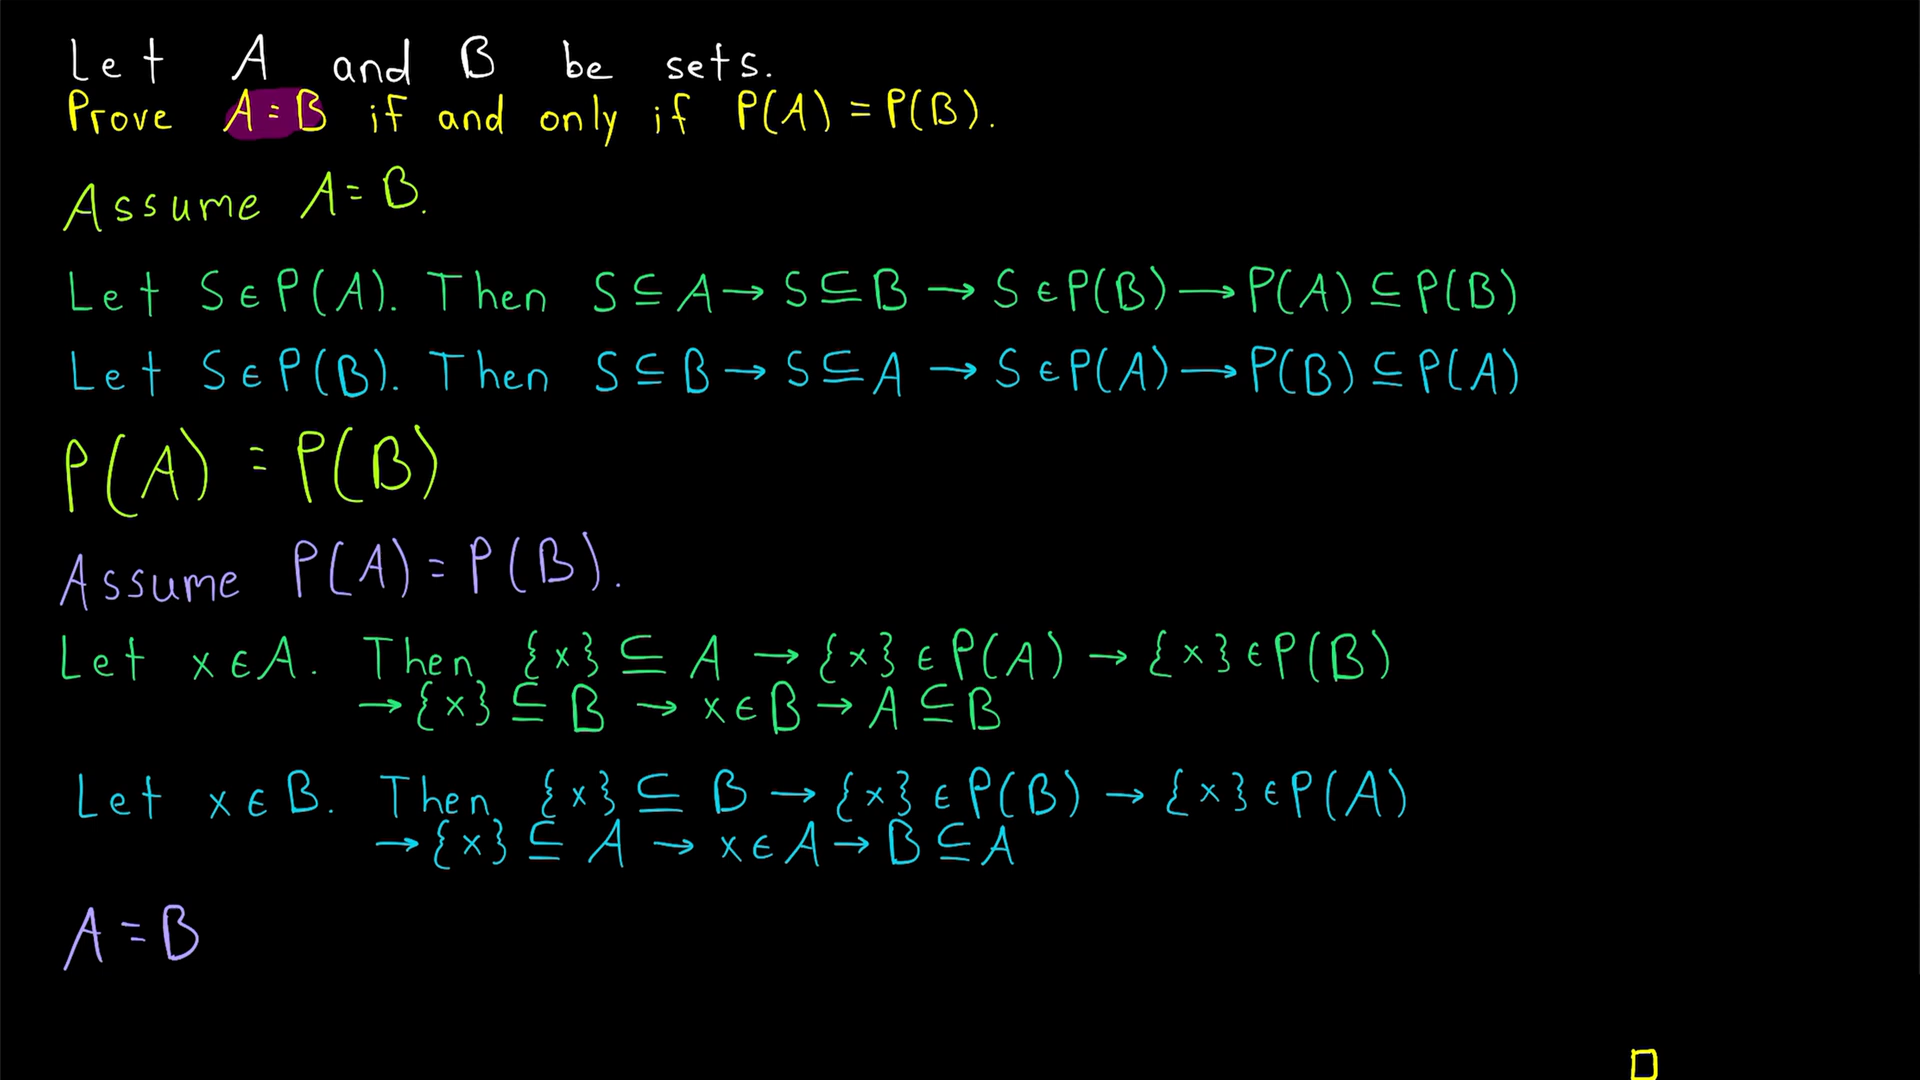 Let A and B be sets.
Prove A = B if and only if P(A) = P(B).
Assume A = B.
Let S ∈ P(A). Then S ⊆ A → S ⊆ B → S ∈ P(B) → P(A) ⊆ P(B)
Let S ∈ P(B). Then S ⊆ B → S ⊆ A → S ∈ P(A) → P(B) ⊆ P(A)
P(A) = P(B)
Assume P(A) = P(B).
Let x ∈ A. Then {x} ⊆ A → {x} ∈ P(A) → {x} ∈ P(B)
→ {x} ⊆ B → x ∈ B → A ⊆ B
Let x ∈ B. Then {x} ⊆ B → {x} ∈ P(B) → {x} ∈ P(A)
→ {x} ⊆ A → x ∈ A → B ⊆ A
A = B
□